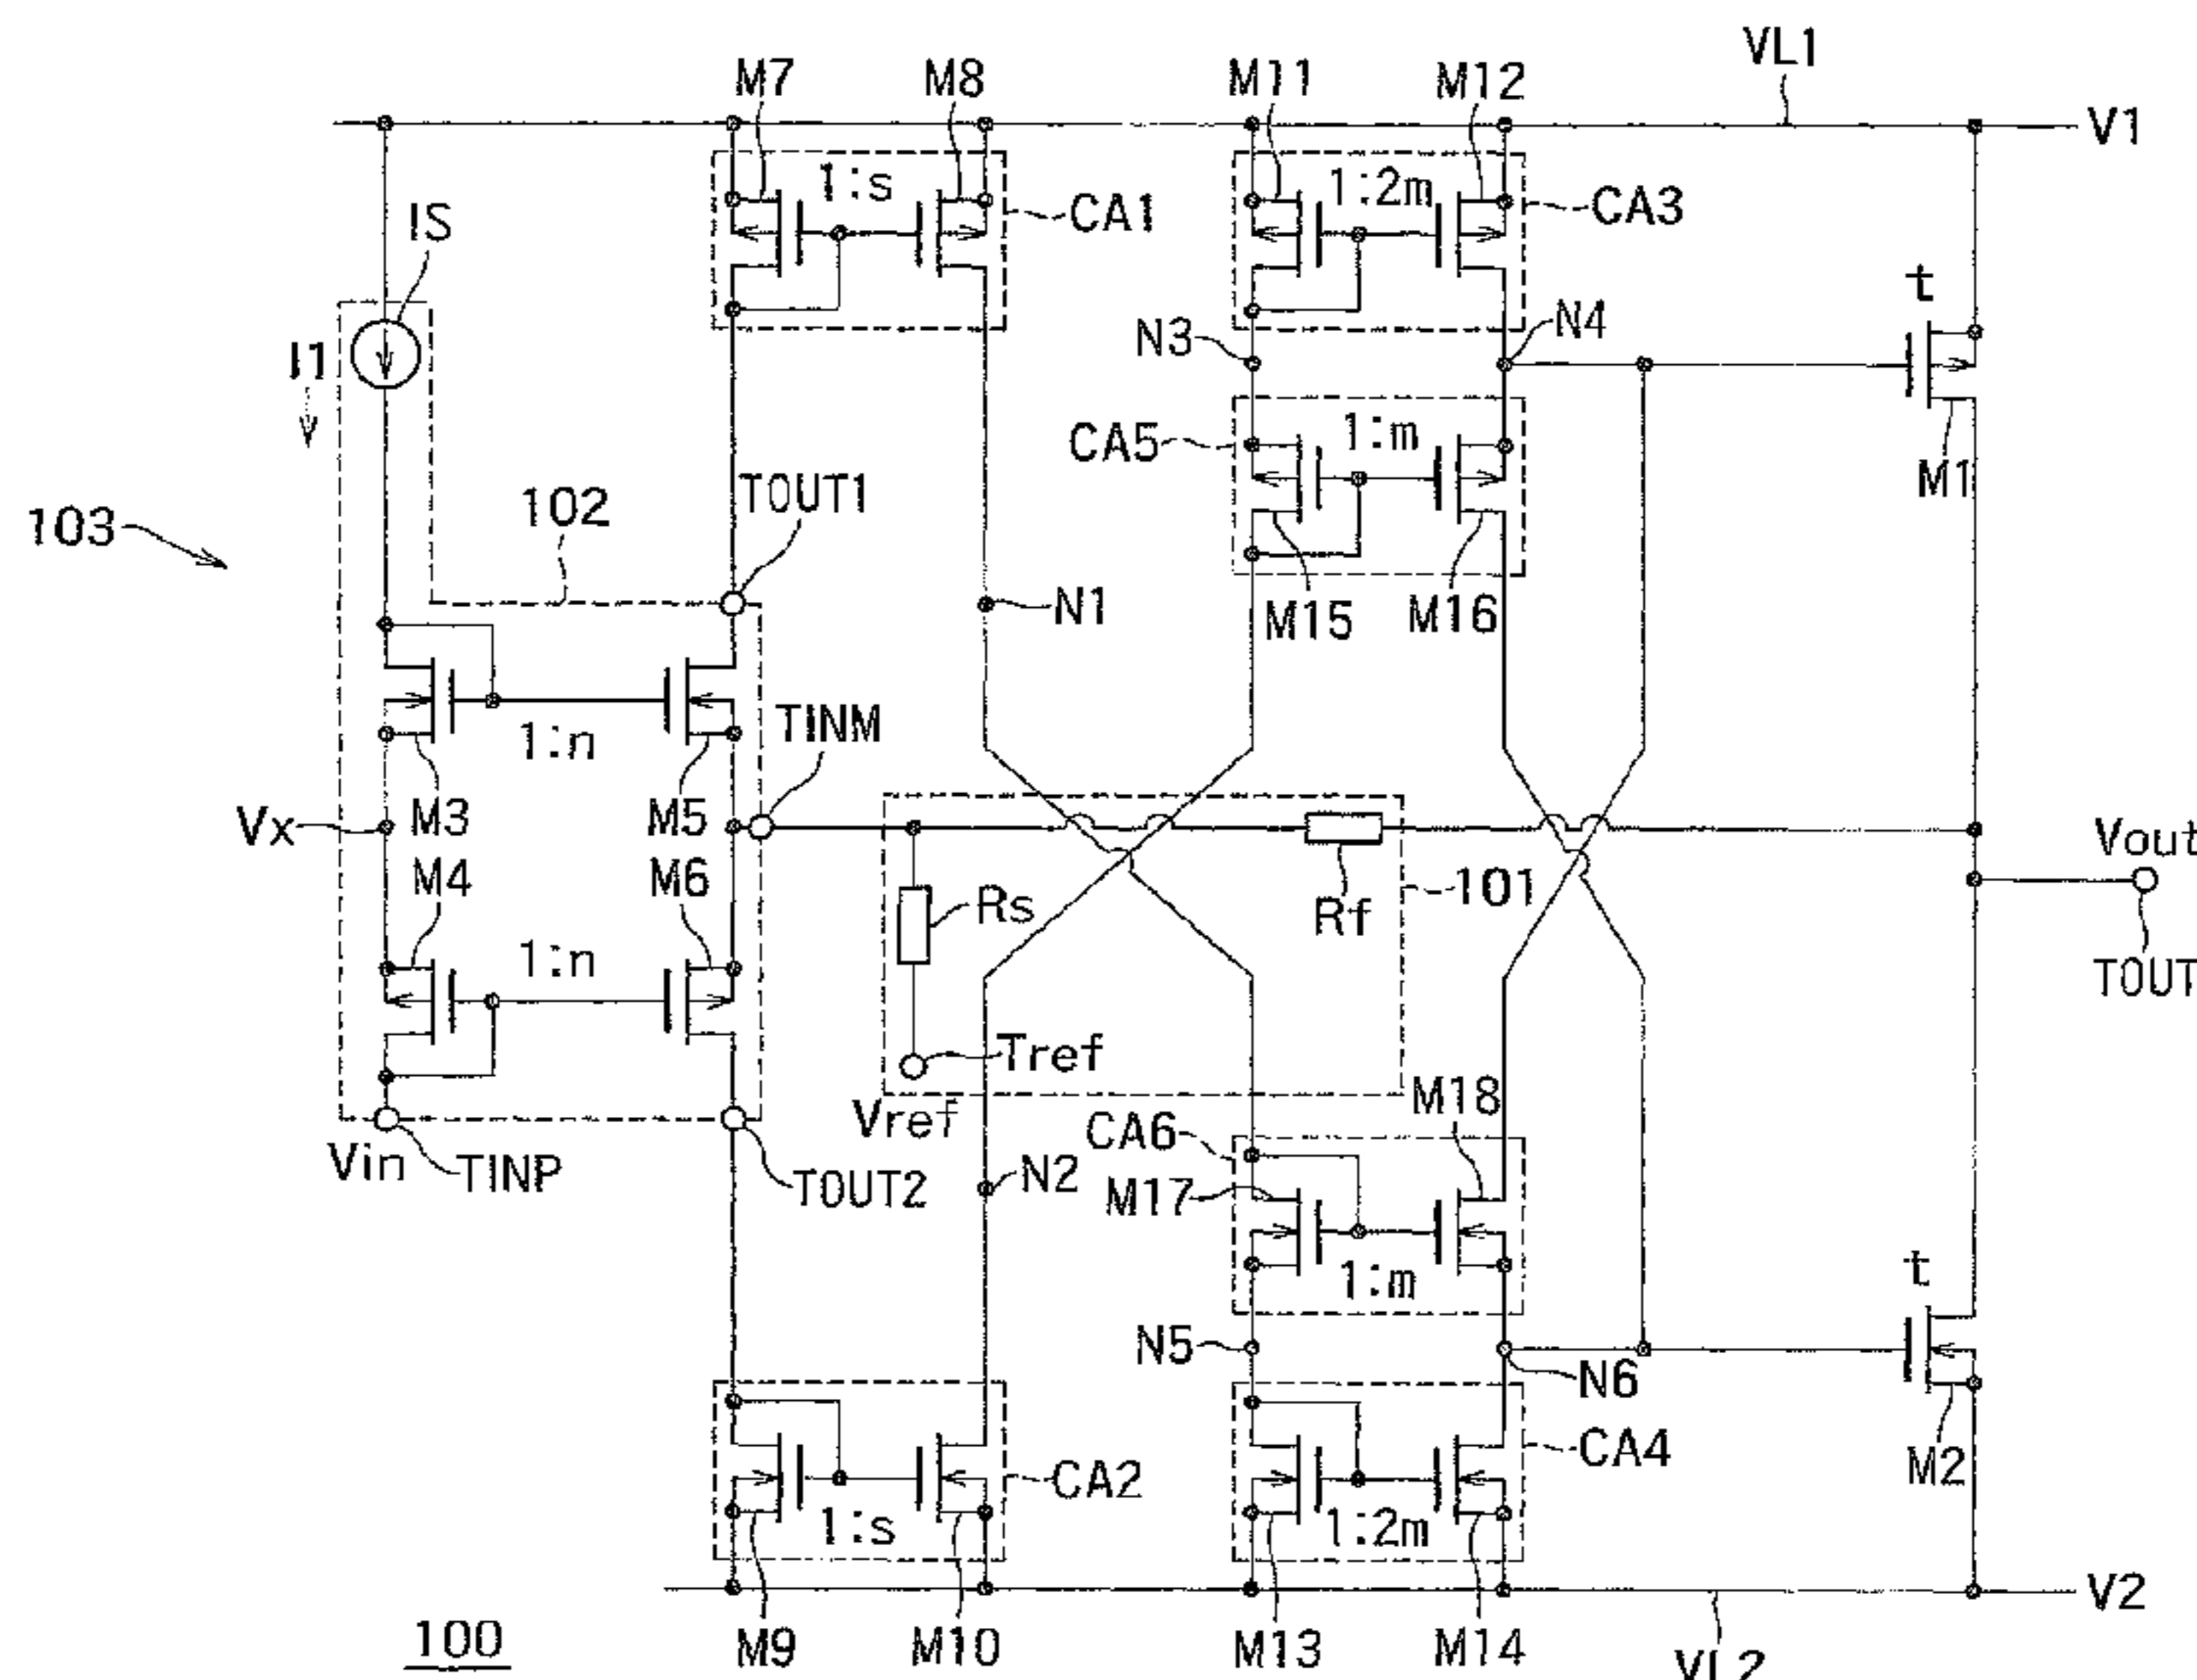 VL1
M7
M8
M11
M12
V1
1:s
1:2m
CA1
CA3
IS
t
I1
N3
N4
CA5
1:m
M1
103
102
TOUT1
N1
M15
M16
TINM
1:n
Vx
M3
M5
Vout
M4
M6
Rs
Rf
101
1:n
TOUT
Tref
M18
Vref
CA6
Vin
TINP
TOUT2
N2
M17
1:m
t
N5
N6
CA4
CA2
M2
1:s
1:2m
V2
100
M9
M10
M13
M14
VL2